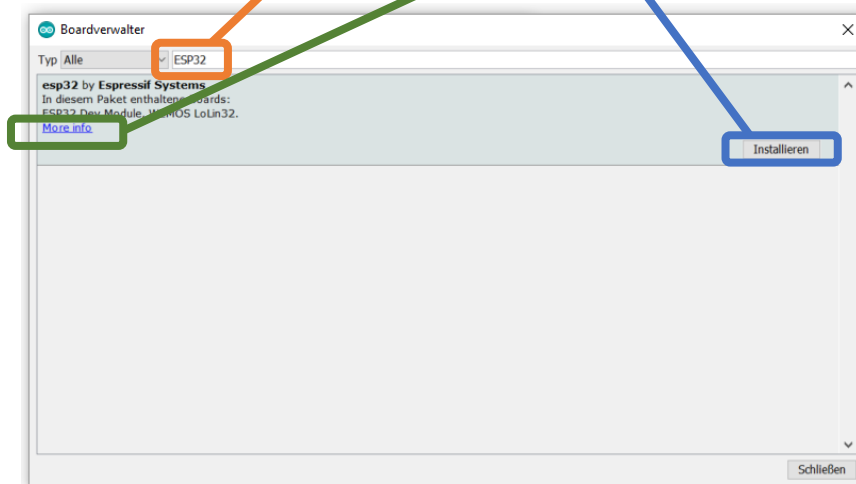 Boardverwalter
Typ Alle ESP32
esp32 by Espressif Systems
In diesem Paket enthaltene Boards:
ESP32 Dev Module, WEMOS LoLin32.
More info
Installieren
Schließen